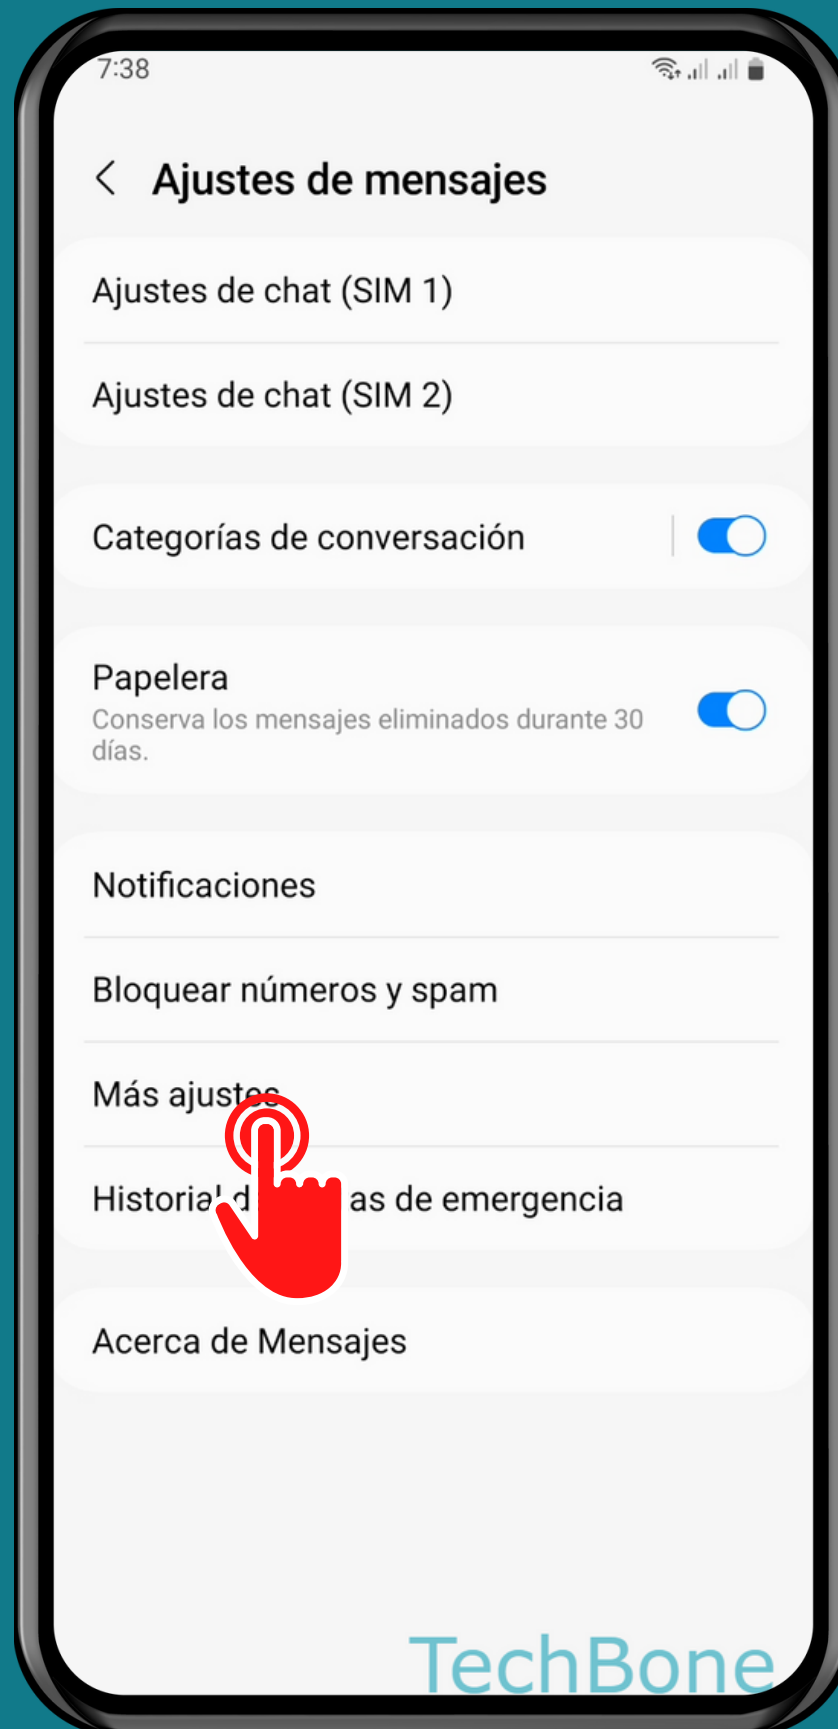 7:38
Ajustes de mensajes
Ajustes de chat (SIM 1)
Ajustes de chat (SIM 2)
Categorías de conversación
Papelera
Conserva los mensajes eliminados durante 30
días.
Notificaciones
Bloquear números y spam
Más ajustes
Historial as de emergencia
Acerca de Mensajes
TechBone